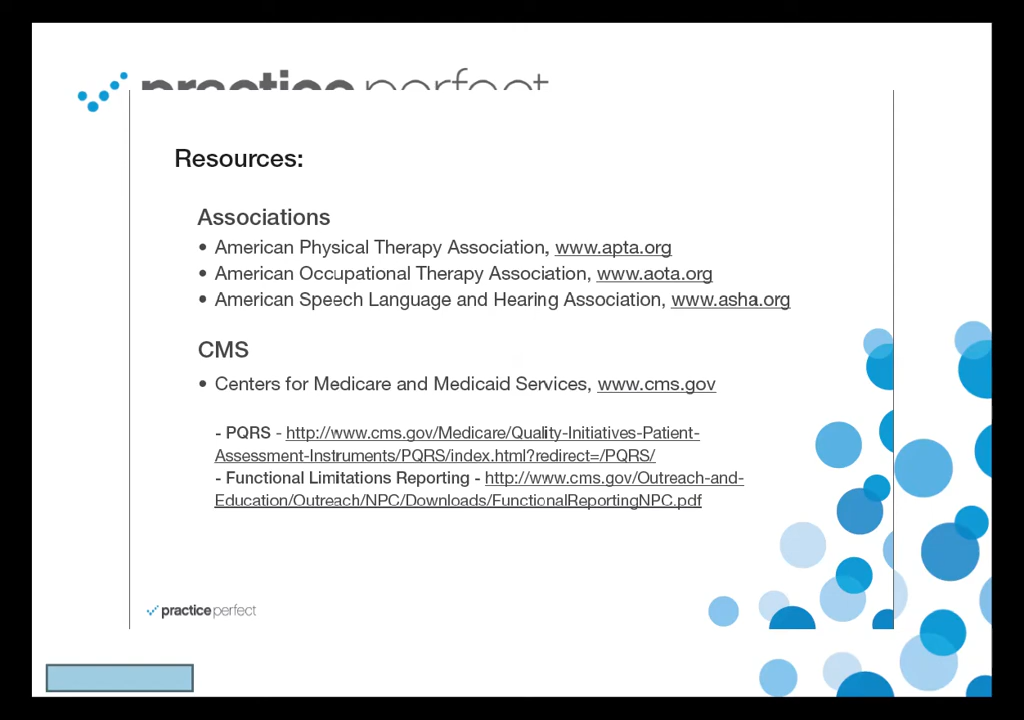 practice perfect
Resources:
Associations
• American Physical Therapy Association, www.apta.org
• American Occupational Therapy Association, www.aota.org
• American Speech Language and Hearing Association, www.asha.org
CMS
• Centers for Medicare and Medicaid Services, www.cms.gov
- PQRS - http://www.cms.gov/Medicare/Quality-Initiatives-Patient-
Assessment-Instruments/PQRS/index.html?redirect=/PQRS/
- Functional Limitations Reporting - http://www.cms.gov/Outreach-and-
Education/Outreach/NPC/Downloads/FunctionalReportingNPC.pdf
practice perfect